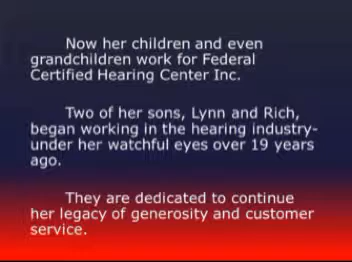 Now her children and even
grandchildren work for Federal
Certified Hearing Center Inc.
Two of her sons, Lynn and Rich,
began working in the hearing industry-
under her watchful eyes over 19 years
ago.
They are dedicated to continue
her legacy of generosity and customer
service.